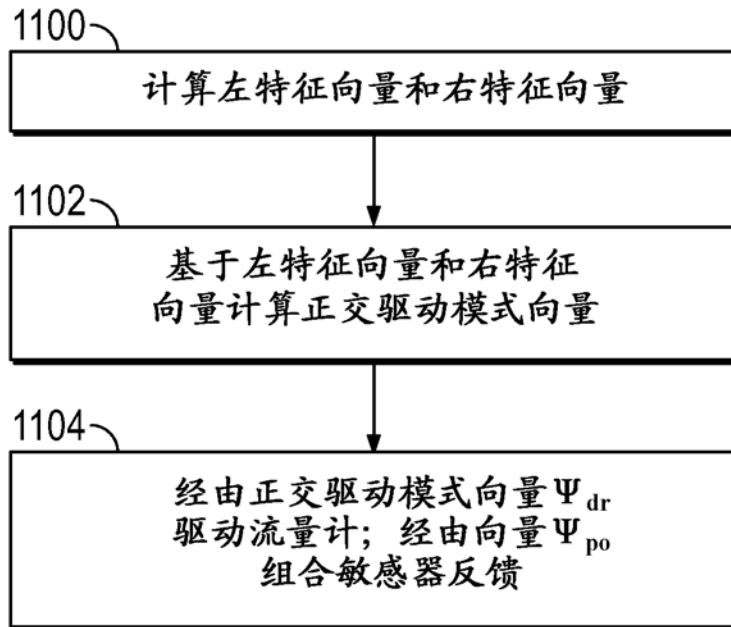 1100
计算左特征向量和右特征向量
1102
基于左特征向量和右特征
向量计算正交驱动模式向量
1104
经由正交驱动模式向量Ψdr
驱动流量计；经由向量Ψpo
组合敏感器反馈